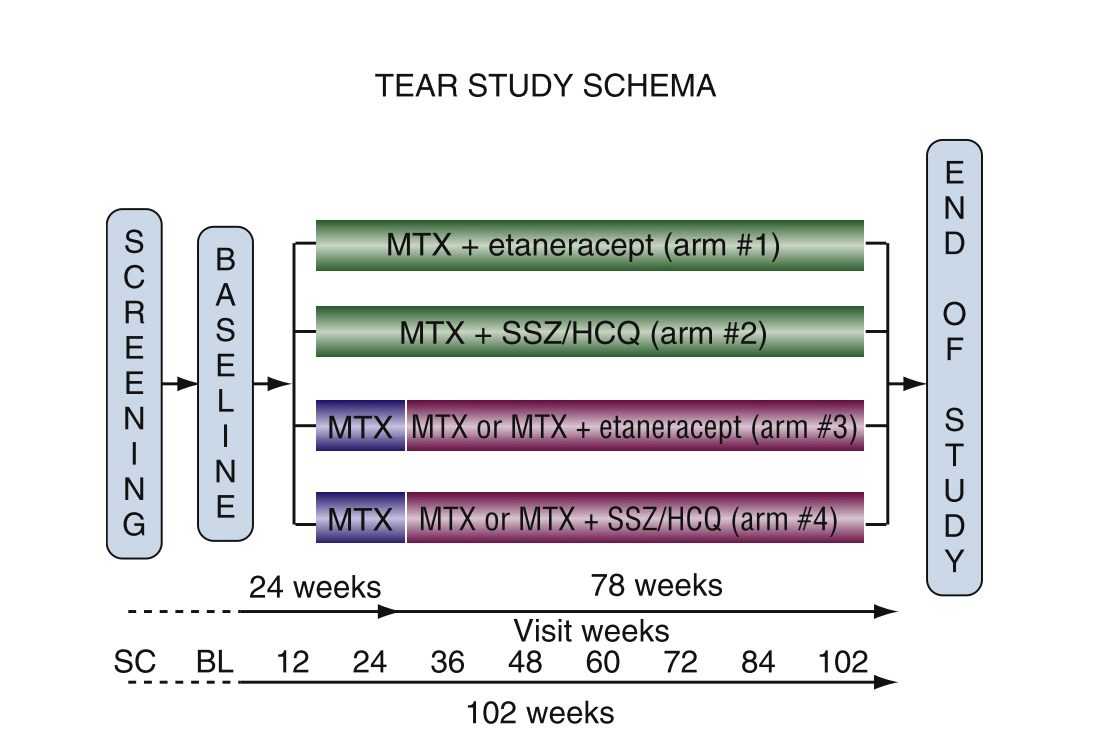 TEAR STUDY SCHEMA
SCREENING
BASELINE
MTX + etaneracept (arm #1)
MTX + SSZ/HCQ (arm #2)
MTX MTX or MTX + etaneracept (arm #3)
MTX MTX or MTX + SSZ/HCQ (arm #4)
END OF STUDY
24 weeks 78 weeks
Visit weeks
SC BL 12 24 36 48 60 72 84 102
102 weeks